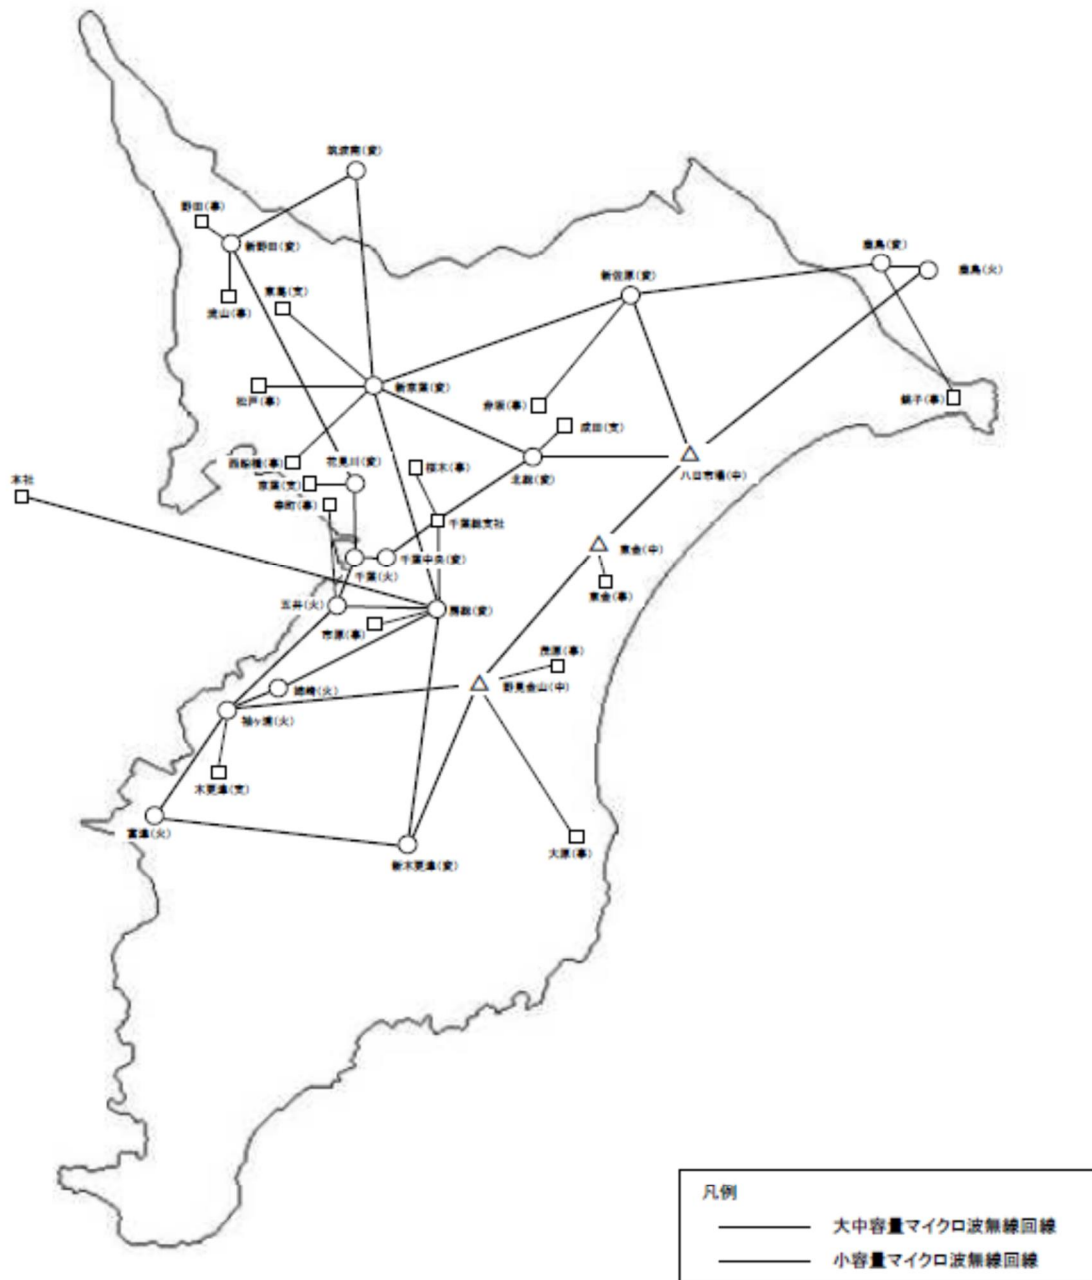 筑波南(変)
野田(事)
新野田(変)
鹿島(変)
鹿島(火)
新佐原(変)
東葛(支)
流山(事)
新京葉(変)
松戸(事)
銚子(事)
成田(支)
西船橋(事)
花見川(変)
桜木(事)
北総(変)
八日市場(中)
本社
京葉(支)
幸町(事)
千葉総支社
千葉中央(変)
東金(中)
千葉(火)
東金(事)
五井(火)
房総(変)
市原(事)
茂原(事)
姉崎(火)
野見金山(中)
袖ヶ浦(火)
木更津(支)
富津(火)
新木更津(変)
大原(事)
凡例
大中容量マイクロ波無線回線
小容量マイクロ波無線回線